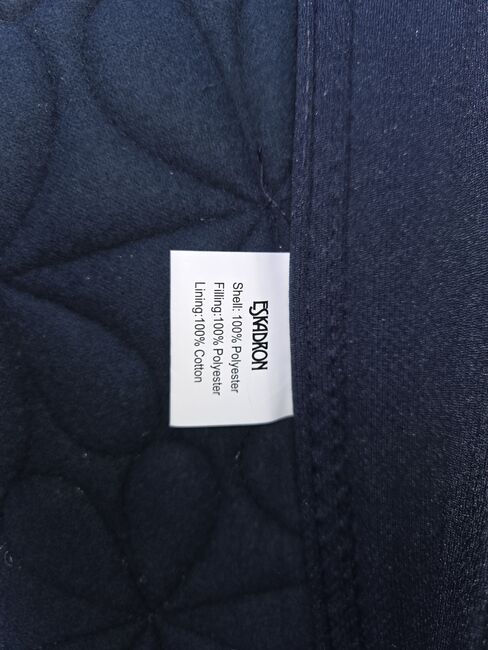 ESKADRON
Shell: 100% Polyester
Filling:100% Polyester
Lining:100% Cotton